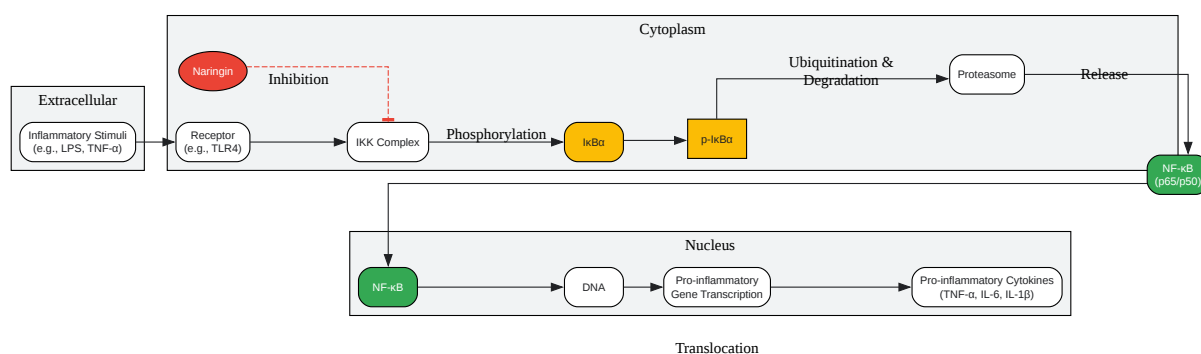 Cytoplasm
Naringin
Inhibition
Ubiquitination &
Degradation
Proteasome
Release
Extracellular
Inflammatory Stimuli
(e.g., LPS, TNF-α)
Receptor
(e.g., TLR4)
IKK Complex
Phosphorylation
IκBα
p-IκBα
NF-κB
(p65/p50)
Nucleus
NF-κB
DNA
Pro-inflammatory
Gene Transcription
Pro-inflammatory Cytokines
(TNF-α, IL-6, IL-1β)
Translocation